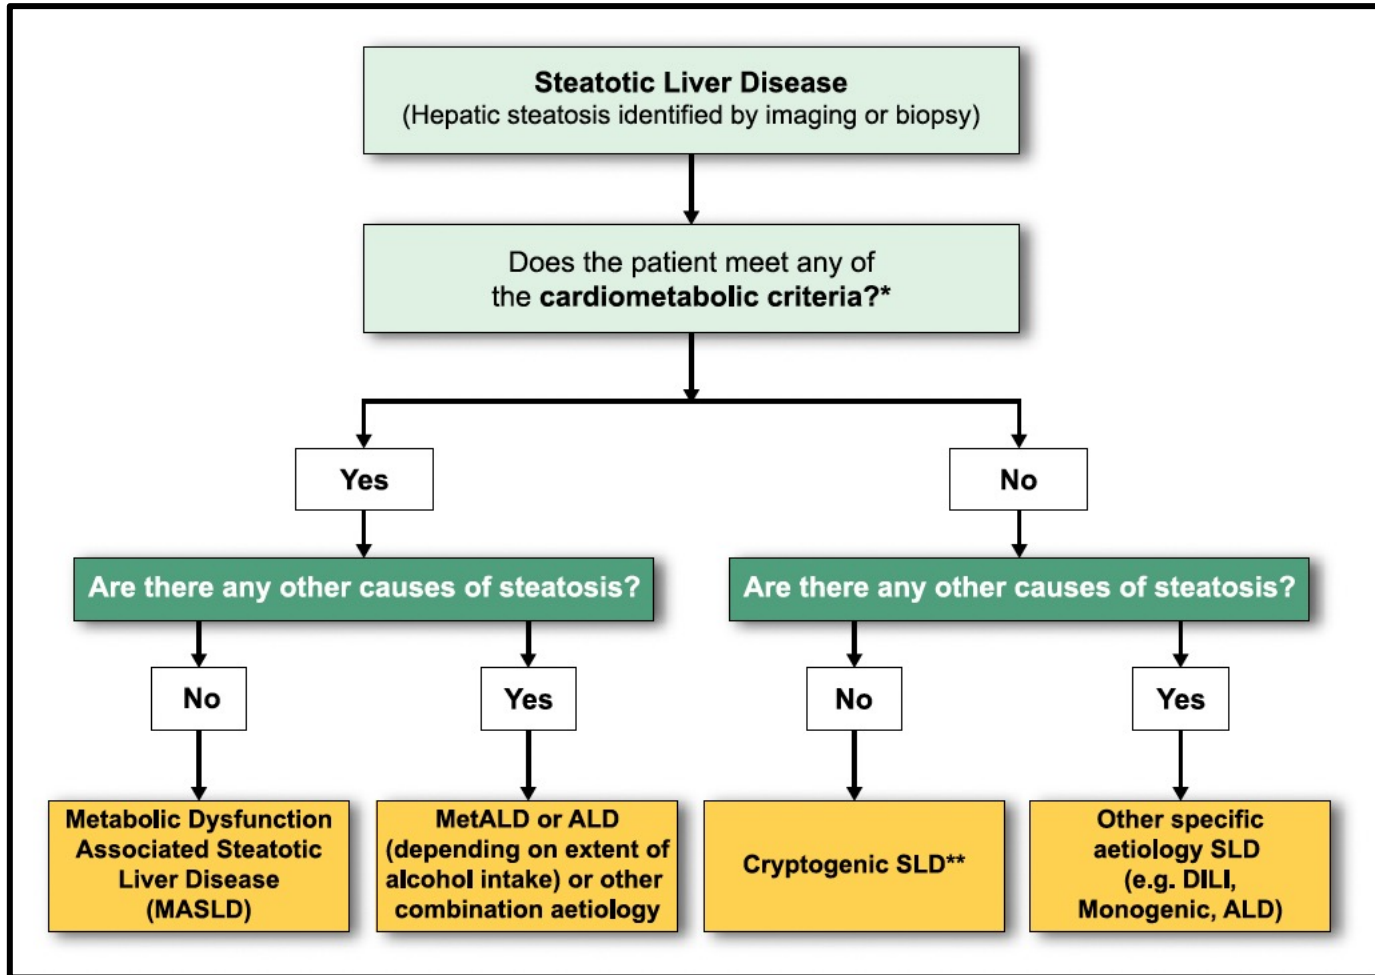 Steatotic Liver Disease
(Hepatic steatosis identified by imaging or biopsy)
Does the patient meet any of
the cardiometabolic criteria?*
Yes
No
Are there any other causes of steatosis?
Are there any other causes of steatosis?
No
Yes
No
Yes
Metabolic Dysfunction
Associated Steatotic
Liver Disease
(MASLD)
MetALD or ALD
(depending on extent of
alcohol intake) or other
combination aetiology
Cryptogenic SLD**
Other specific
aetiology SLD
(e.g. DILI,
Monogenic, ALD)